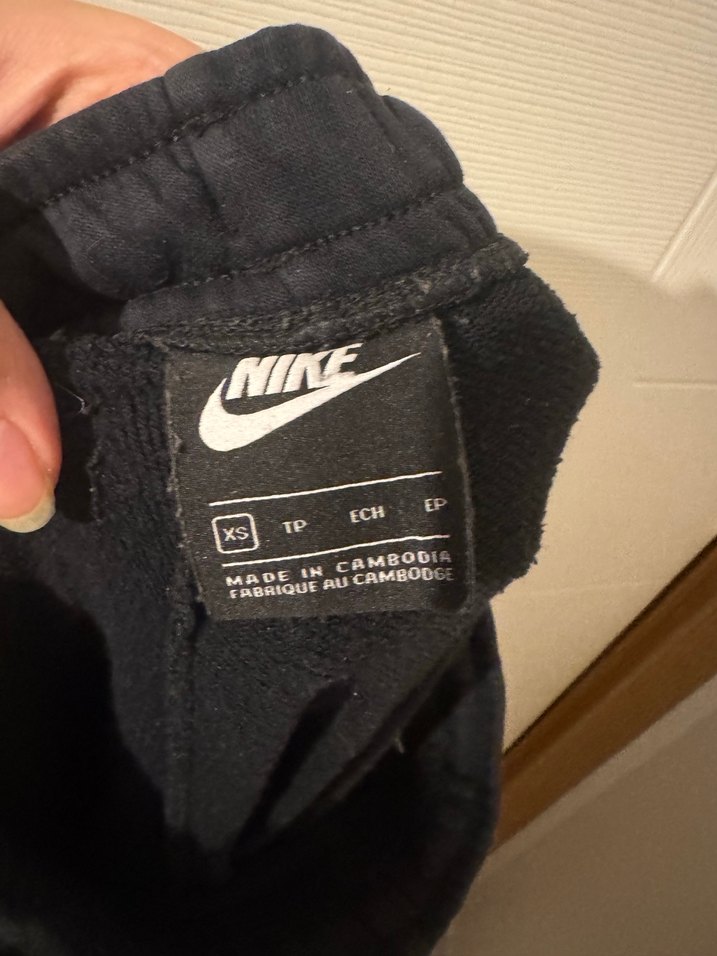 NIKE
XS TP ECH EP
MADE IN CAMBODIA
FABRIQUE AU CAMBODGE